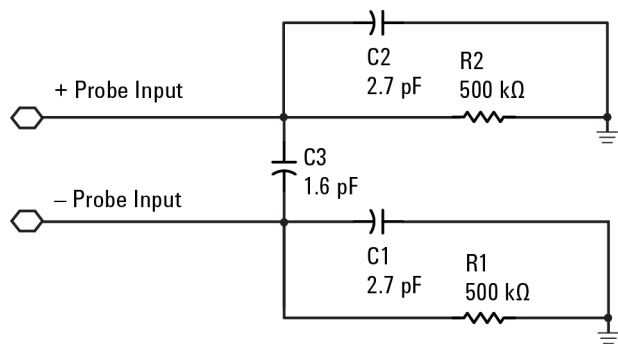 C2
2.7 pF
R2
500 kΩ
+ Probe Input
C3
1.6 pF
– Probe Input
C1
2.7 pF
R1
500 kΩ